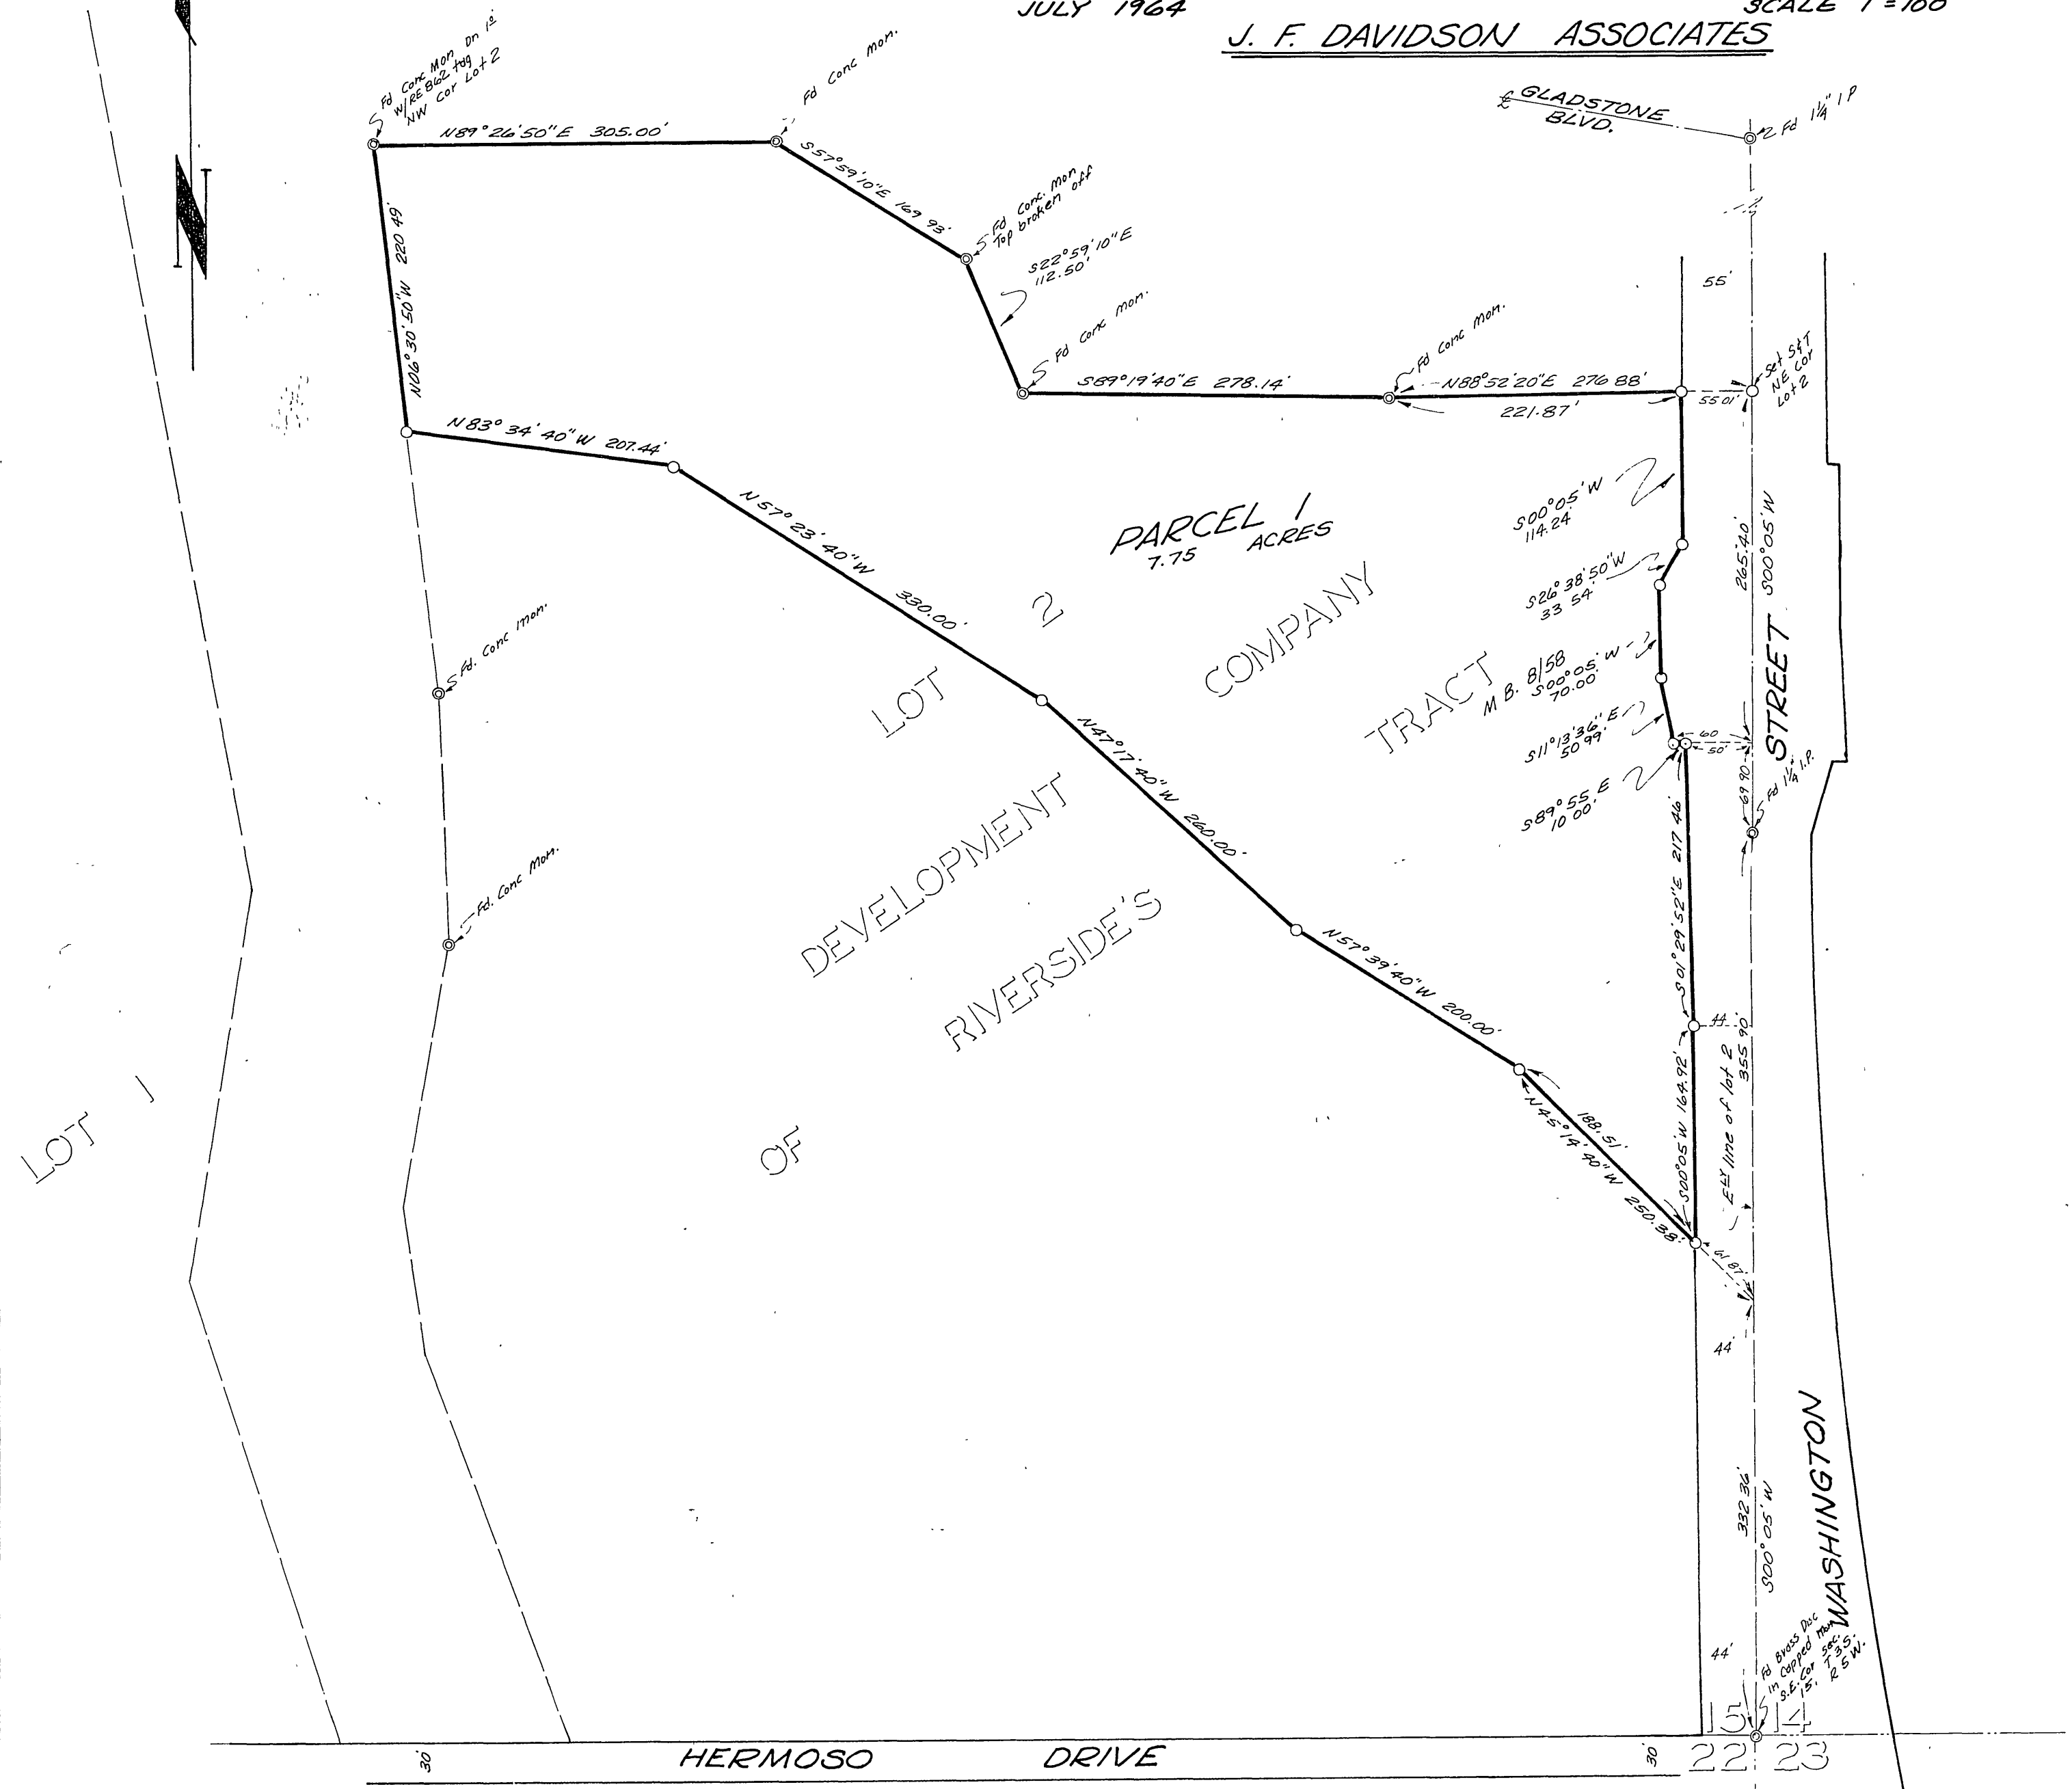 JULY 1964
SCALE 1"=100'
J. F. DAVIDSON ASSOCIATES
Fd Conc Mon. Dn 1º
W/RE 862 tag
NW Cor Lot 2
Fd Conc Mon.
₵ GLADSTONE
BLVD.
Fd 1¼" I P
N89°26'50"E 305.00'
S57°59'10"E 169 93'
Fd Conc. Mon
Top broken off
S22°59'10"E
112.50'
N06°30'50"W 220 49'
Fd Conc Mon.
Fd Conc Mon.
55'
Set S&T
NE Cor
Lot 2
S89°19'40"E 278.14'
N88°52'20"E 276 88'
221.87'
55 01'
N83°34'40"W 207.44'
N57°23'40"W 330.00'
PARCEL 1
7.75 ACRES
S00°05'W
114.24'
265.40'
S00°05'W
S26°38'50"W
33 54'
LOT 2
COMPANY
TRACT
M B. 8/58
S00°05'W
70.00'
STREET
S11°13'36"E
50 99'
60
50'
S89°55'E
10 00'
69 90
Fd 1¼ I.P.
Fd. Conc Mon.
N47°17'40"W 260.00'
S01°29'52"E 217 46'
DEVELOPMENT
RIVERSIDE'S
Fd. Conc Mon.
N57°39'40"W 200.00'
44
355 90'
Eᴸʸ line of lot 2
S00°05'W 164.92'
188.51'
N45°14'40"W 250.38'
61 87'
LOT 1
OF
44'
332 36'
S00°05'W
WASHINGTON
44'
Fd Brass Disc
in Capped Mon
S.E. Cor Sec.
15, T3S.
R5W.
15 14
22 23
30'
HERMOSO DRIVE
30'